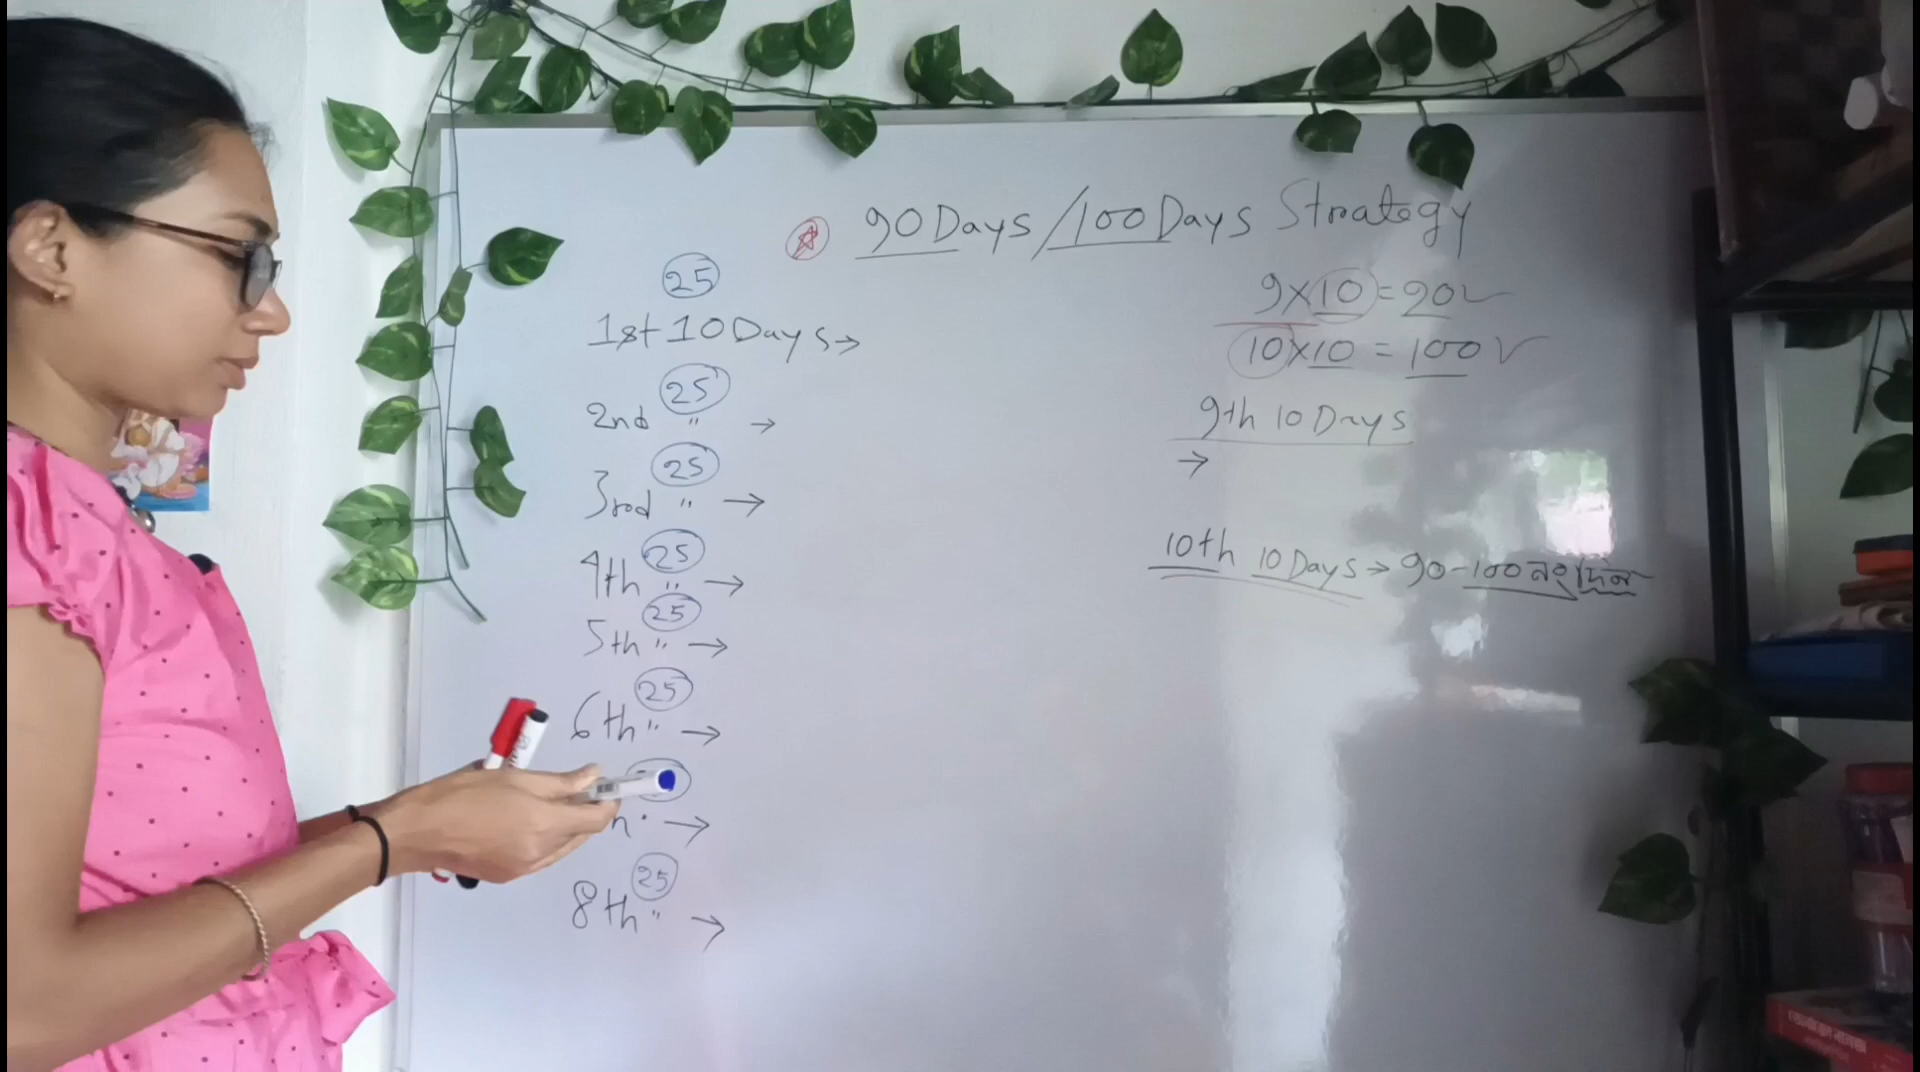 90 Days / 100 Days Strategy
25
1st 10 Days →
25
2nd " →
25
3rd " →
25
4th " →
25
5th " →
25
6th " →
→
25
8th " →
9×10 = 90 ✓
10×10 = 100 ✓
9th 10 Days
→
10th 10 Days → 90-100 নং দিন